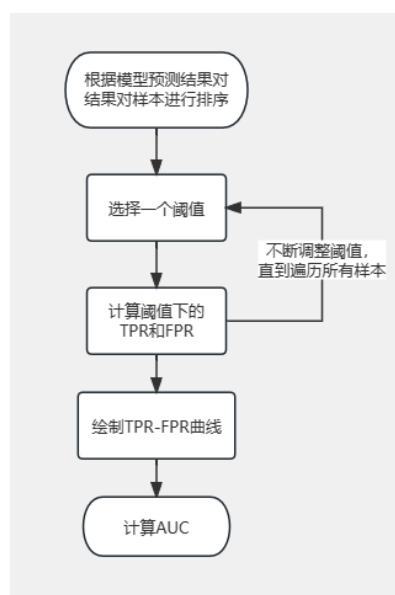 根据模型预测结果对
结果对样本进行排序
选择一个阈值
不断调整阈值，
直到遍历所有样本
计算阈值下的
TPR和FPR
绘制TPR-FPR曲线
计算AUC